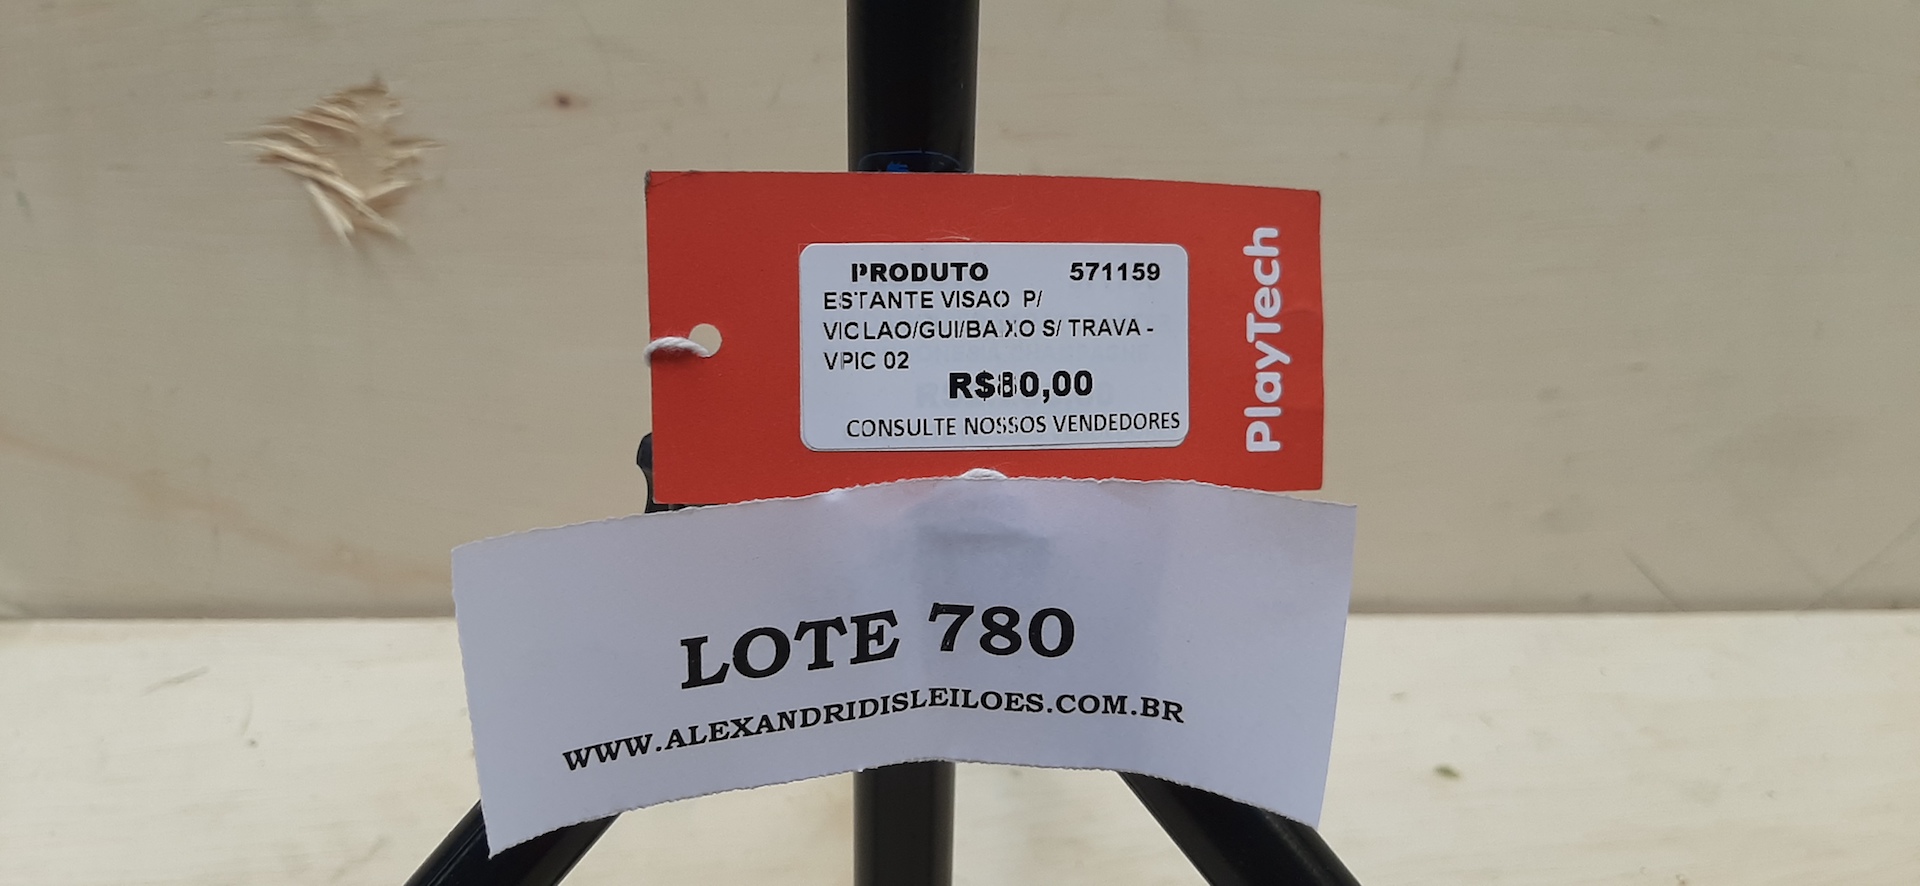 PRODUTO 571159
ESTANTE VISAO P/
VIOLAO/GUI/BAIXO S/ TRAVA -
VPIC 02
R$80,00
CONSULTE NOSSOS VENDEDORES
PlayTech
LOTE 780
WWW.ALEXANDRIDISLEILOES.COM.BR